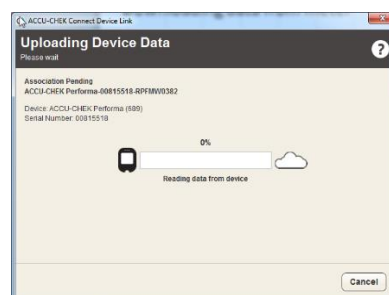 ACCU-CHEK Connect Device Link
Uploading Device Data
Please wait
?
Association Pending
ACCU-CHEK Performa-00815518-RPFMW0382
Device: ACCU-CHEK Performa (689)
Serial Number: 00815518
0%
Reading data from device
Cancel